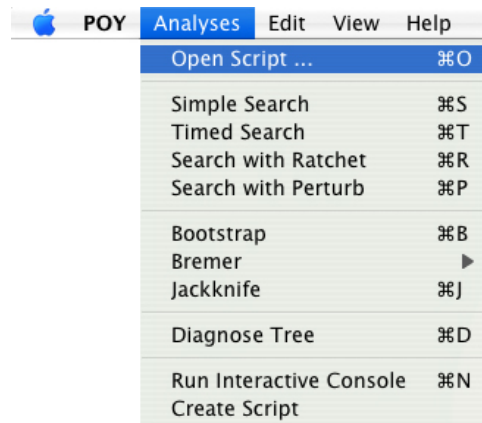 POY Analyses Edit View Help
Open Script ... ⌘O
Simple Search ⌘S
Timed Search ⌘T
Search with Ratchet ⌘R
Search with Perturb ⌘P
Bootstrap ⌘B
Bremer
Jackknife ⌘J
Diagnose Tree ⌘D
Run Interactive Console ⌘N
Create Script